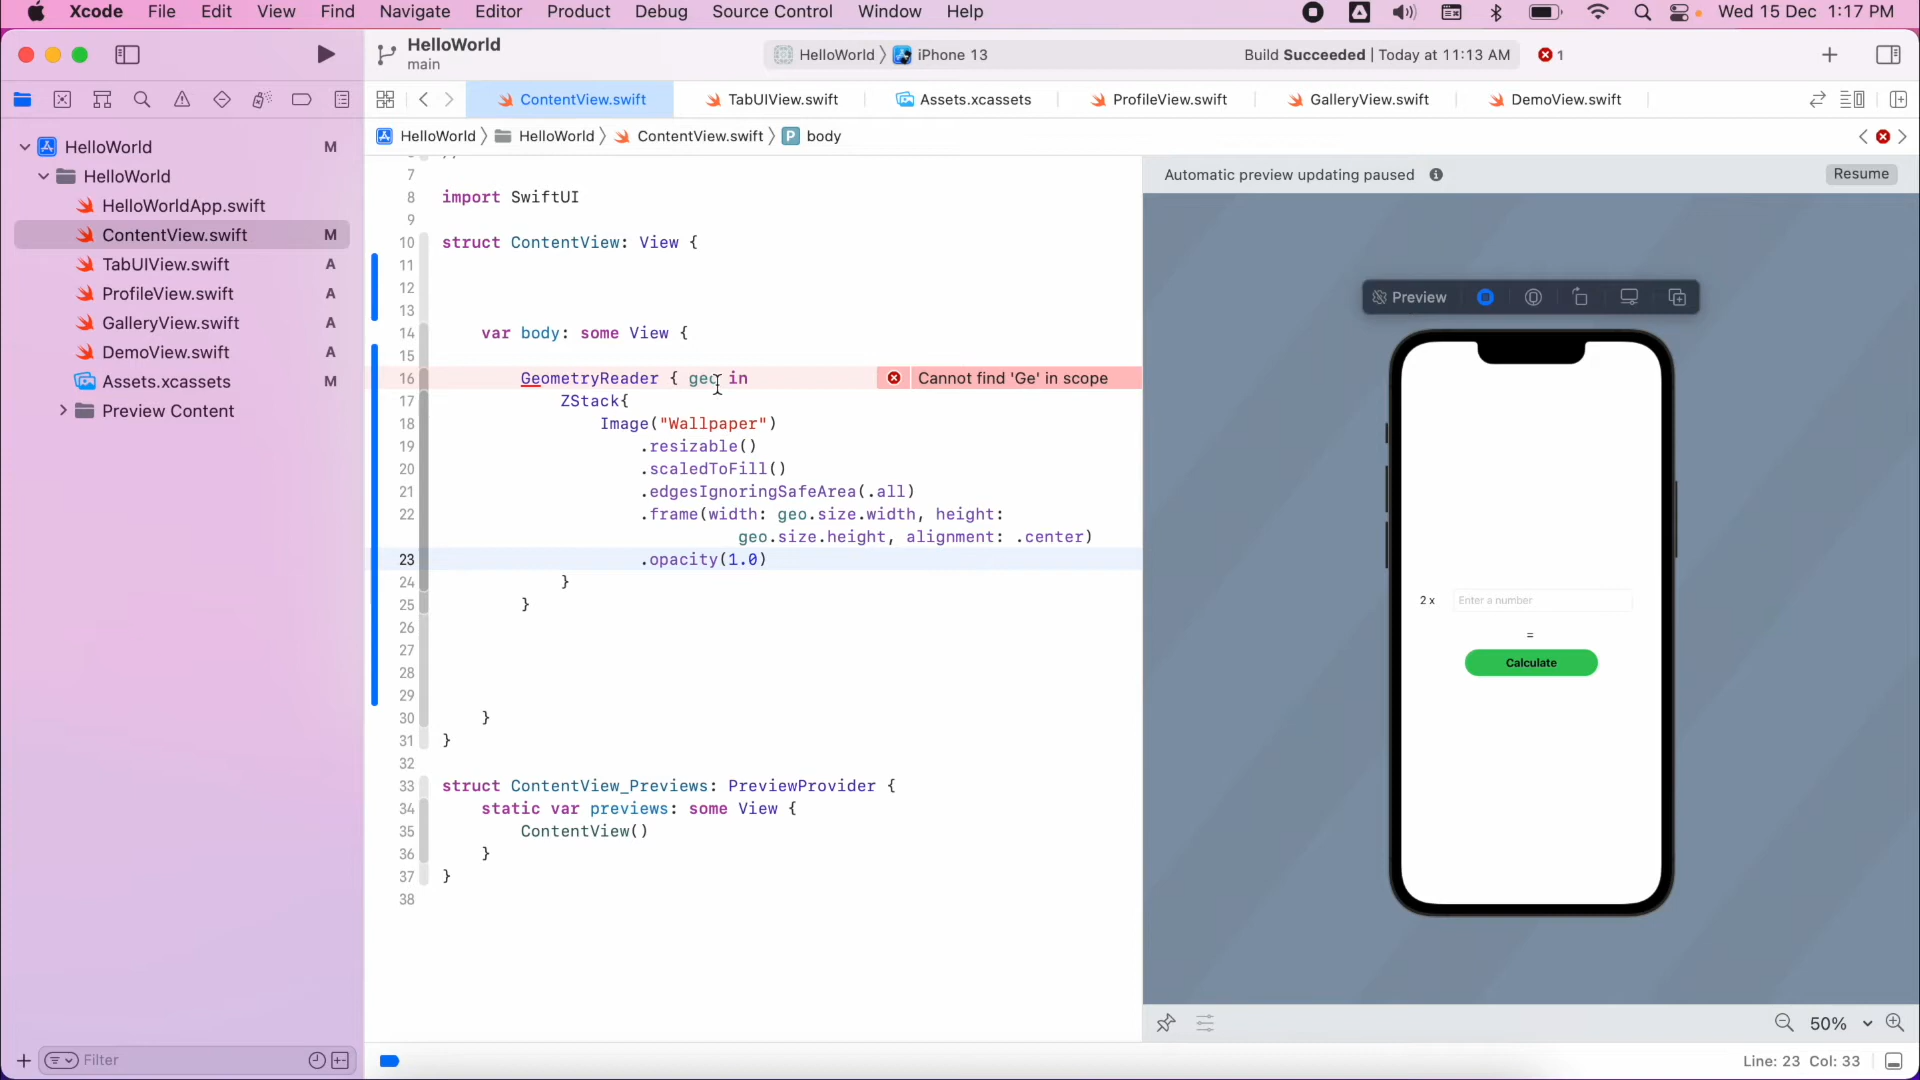 Xcode File Edit View Find Navigate Editor Product Debug Source Control Window Help Wed 15 Dec 1:17 PM
HelloWorld
main
HelloWorld iPhone 13 Build Succeeded | Today at 11:13 AM 1
ContentView.swift TabUIView.swift Assets.xcassets ProfileView.swift GalleryView.swift DemoView.swift
HelloWorld HelloWorld ContentView.swift P body
HelloWorld M
HelloWorld
HelloWorldApp.swift
ContentView.swift M
TabUIView.swift A
ProfileView.swift A
GalleryView.swift A
DemoView.swift A
Assets.xcassets M
Preview Content
Filter
7
8 import SwiftUI
9
10 struct ContentView: View {
11
12
13
14 var body: some View {
15
16 GeometryReader { geo in Cannot find 'Ge' in scope
17 ZStack{
18 Image("Wallpaper")
19 .resizable()
20 .scaledToFill()
21 .edgesIgnoringSafeArea(.all)
22 .frame(width: geo.size.width, height:
geo.size.height, alignment: .center)
23 .opacity(1.0)
24 }
25 }
26
27
28
29
30 }
31 }
32
33 struct ContentView_Previews: PreviewProvider {
34 static var previews: some View {
35 ContentView()
36 }
37 }
38
Automatic preview updating paused Resume
Preview
2 x Enter a number
=
Calculate
50%
Line: 23 Col: 33